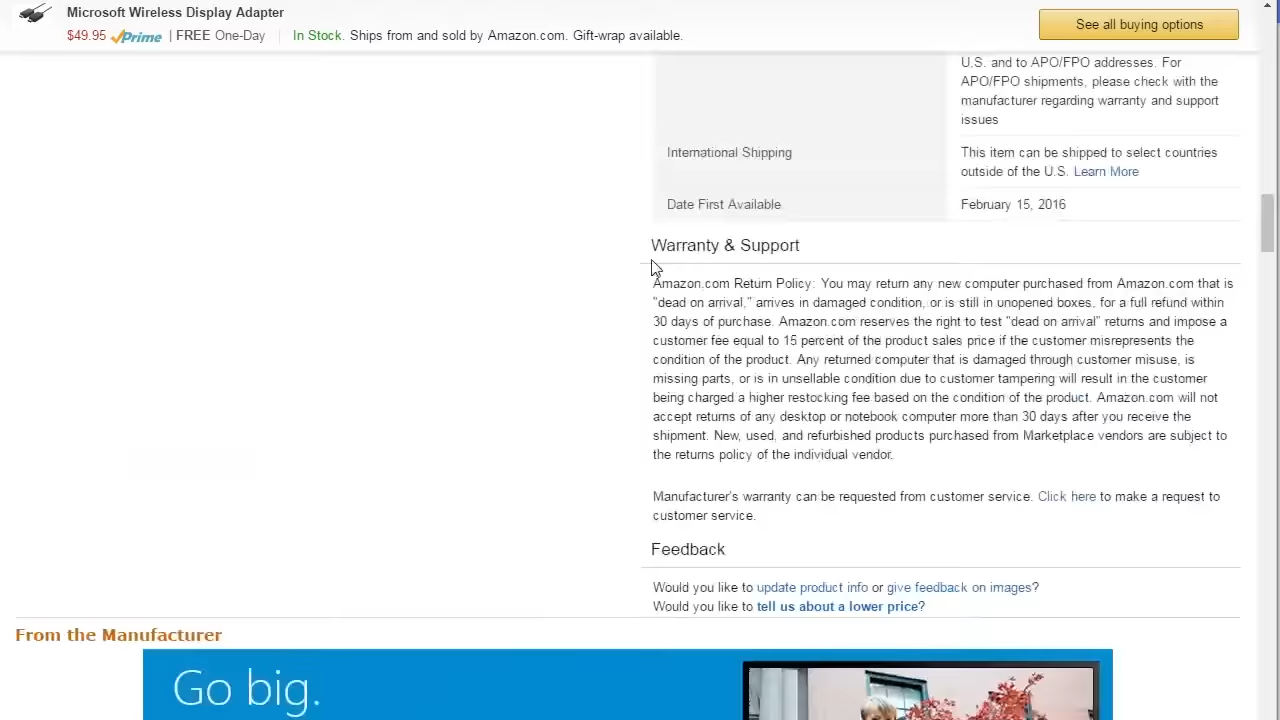 Microsoft Wireless Display Adapter
$49.95 Prime | FREE One-Day In Stock. Ships from and sold by Amazon.com. Gift-wrap available.
See all buying options
U.S. and to APO/FPO addresses. For
APO/FPO shipments, please check with the
manufacturer regarding warranty and support
issues
International Shipping
This item can be shipped to select countries
outside of the U.S. Learn More
Date First Available
February 15, 2016
Warranty & Support
Amazon.com Return Policy: You may return any new computer purchased from Amazon.com that is
"dead on arrival," arrives in damaged condition, or is still in unopened boxes, for a full refund within
30 days of purchase. Amazon.com reserves the right to test "dead on arrival" returns and impose a
customer fee equal to 15 percent of the product sales price if the customer misrepresents the
condition of the product. Any returned computer that is damaged through customer misuse, is
missing parts, or is in unsellable condition due to customer tampering will result in the customer
being charged a higher restocking fee based on the condition of the product. Amazon.com will not
accept returns of any desktop or notebook computer more than 30 days after you receive the
shipment. New, used, and refurbished products purchased from Marketplace vendors are subject to
the returns policy of the individual vendor.
Manufacturer's warranty can be requested from customer service. Click here to make a request to
customer service.
Feedback
Would you like to update product info or give feedback on images?
Would you like to tell us about a lower price?
From the Manufacturer
Go big.